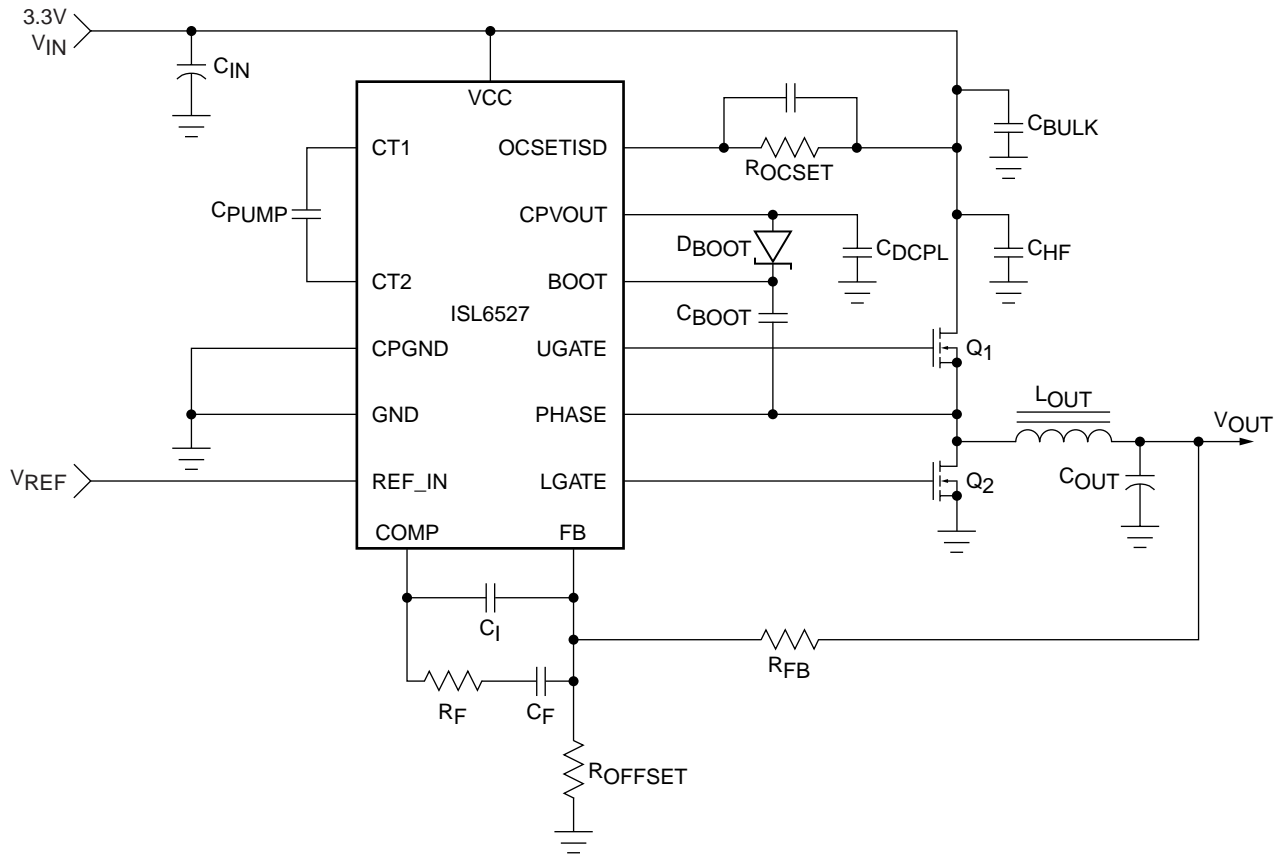 3.3V
VIN
CIN
VCC
CT1
OCSETISD
ROCSET
CBULK
CPUMP
CPVOUT
DBOOT
CDCPL
CHF
CT2
BOOT
ISL6527
CBOOT
CPGND
UGATE
Q1
GND
PHASE
LOUT
VOUT
VREF
REF_IN
LGATE
Q2
COUT
COMP
FB
CI
RFB
RF
CF
ROFFSET